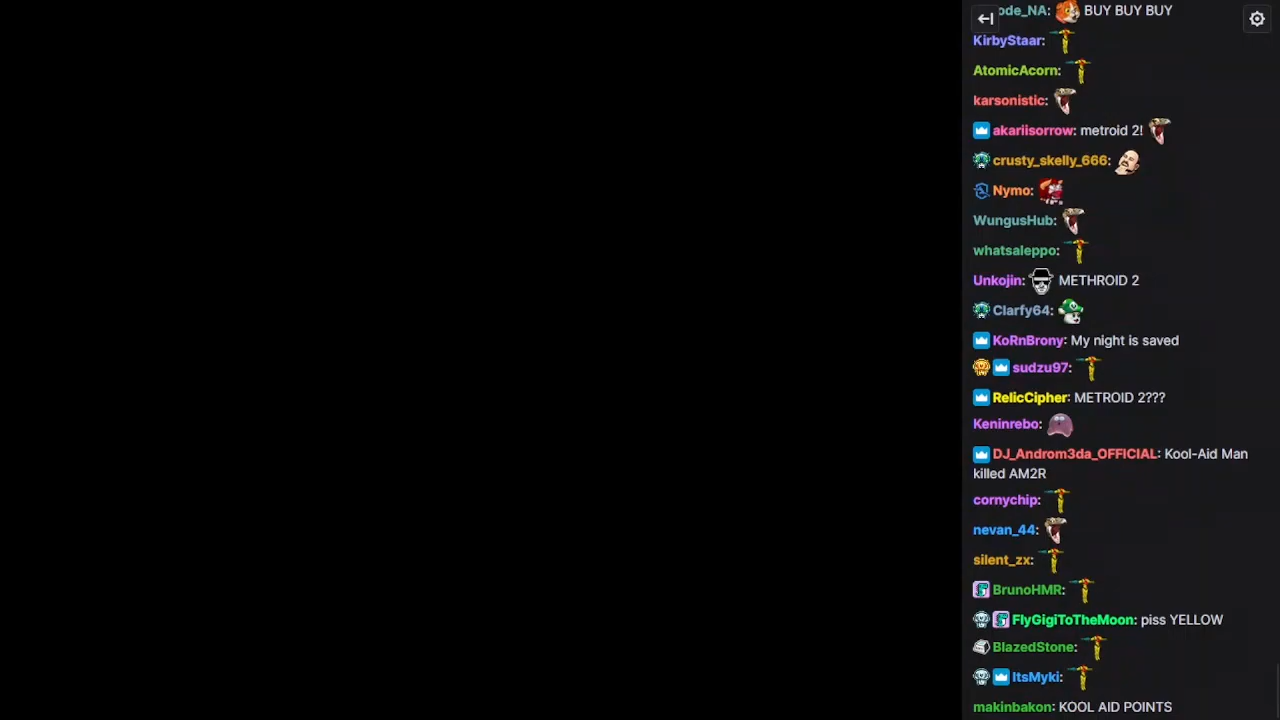 ode_NA: BUY BUY BUY
KirbyStaar:
AtomicAcorn:
karsonistic:
akariisorrow: metroid 2!
crusty_skelly_666:
Nymo:
WungusHub:
whatsaleppo:
Unkojin: METHROID 2
Clarfy64:
KoRnBrony: My night is saved
sudzu97:
RelicCipher: METROID 2???
Keninrebo:
DJ_Androm3da_OFFICIAL: Kool-Aid Man
killed AM2R
cornychip:
nevan_44:
silent_zx:
BrunoHMR:
FlyGigiToTheMoon: piss YELLOW
BlazedStone:
ItsMyki:
makinbakon: KOOL AID POINTS